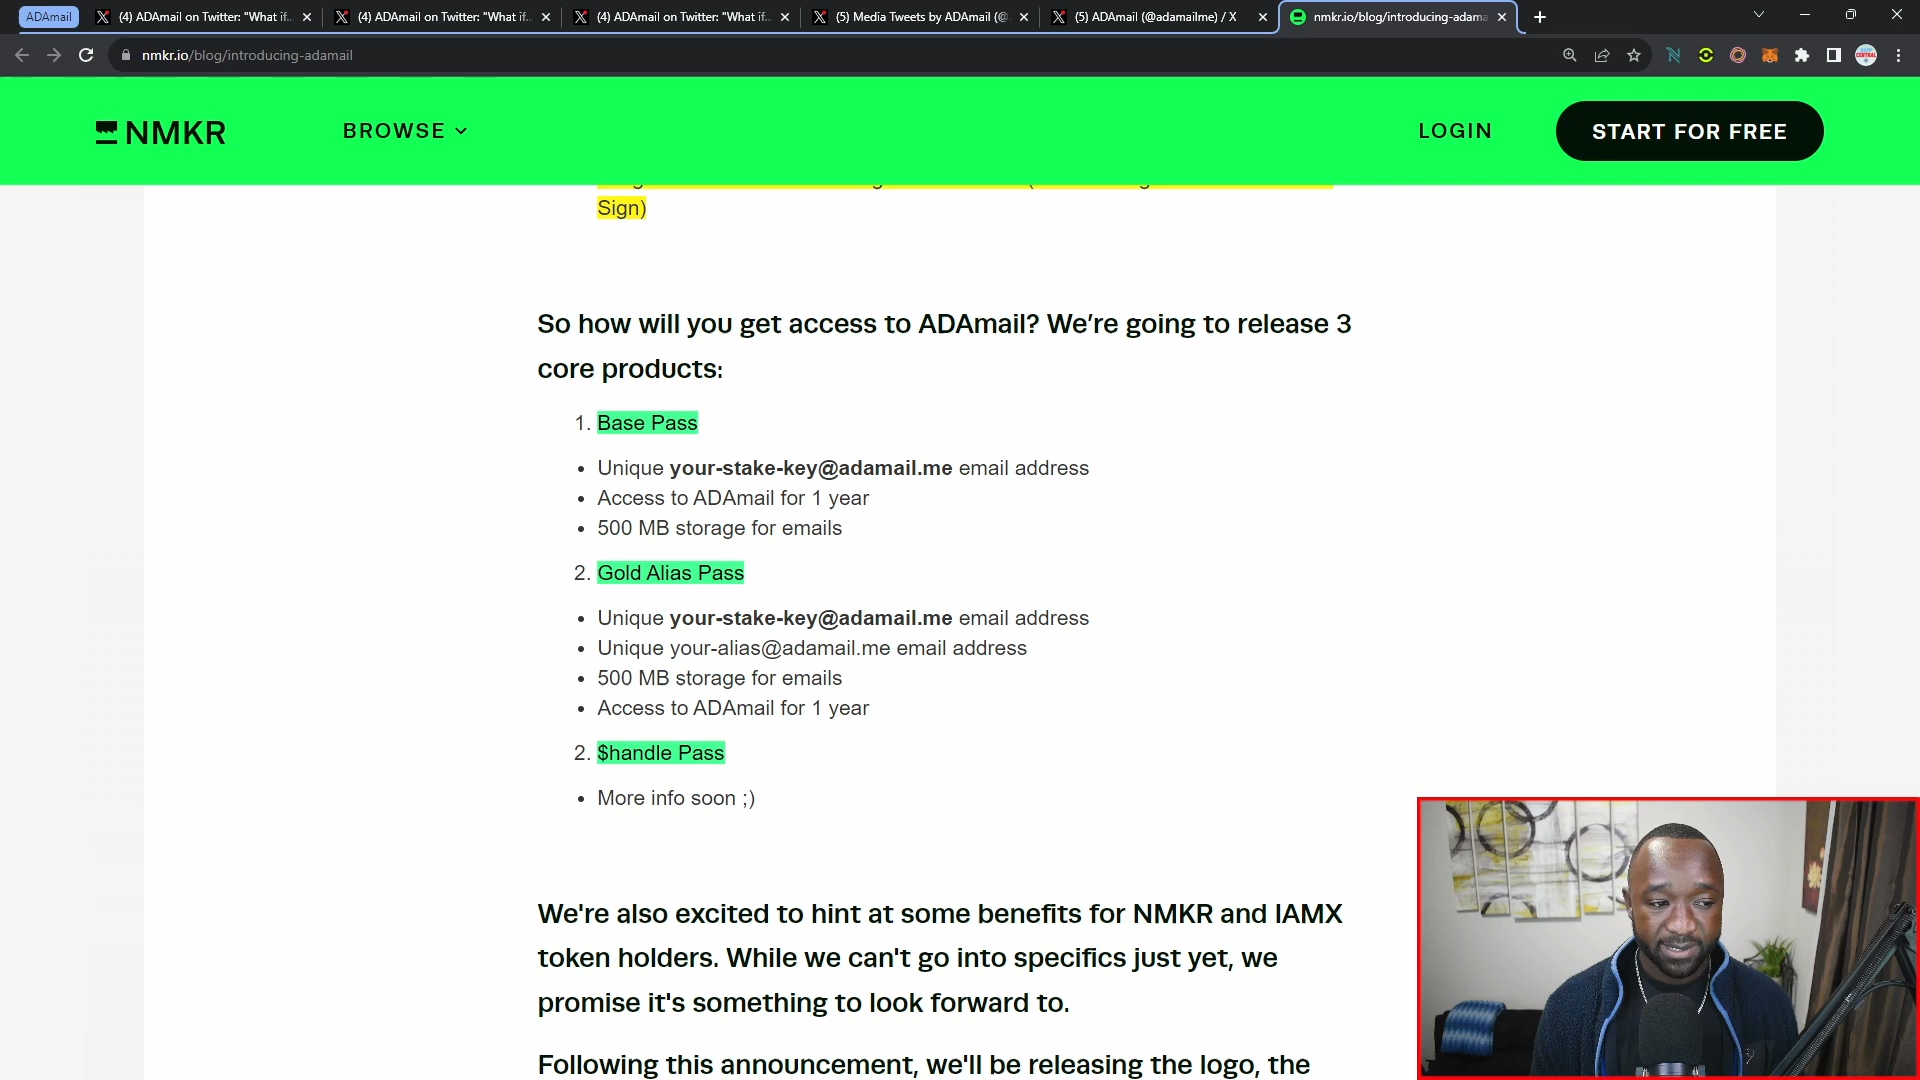 ADAmail
(4) ADAmail on Twitter: "What if..
(4) ADAmail on Twitter: "What if..
(4) ADAmail on Twitter: "What if..
(5) Media Tweets by ADAmail (@
(5) ADAmail (@adamailme) / X
nmkr.io/blog/introducing-adama
nmkr.io/blog/introducing-adamail
NMKR
BROWSE
LOGIN
START FOR FREE
Sign)
So how will you get access to ADAmail? We’re going to release 3
core products:
1. Base Pass
• Unique your-stake-key@adamail.me email address
• Access to ADAmail for 1 year
• 500 MB storage for emails
2. Gold Alias Pass
• Unique your-stake-key@adamail.me email address
• Unique your-alias@adamail.me email address
• 500 MB storage for emails
• Access to ADAmail for 1 year
2. $handle Pass
• More info soon ;)
We're also excited to hint at some benefits for NMKR and IAMX
token holders. While we can't go into specifics just yet, we
promise it's something to look forward to.
Following this announcement, we'll be releasing the logo, the